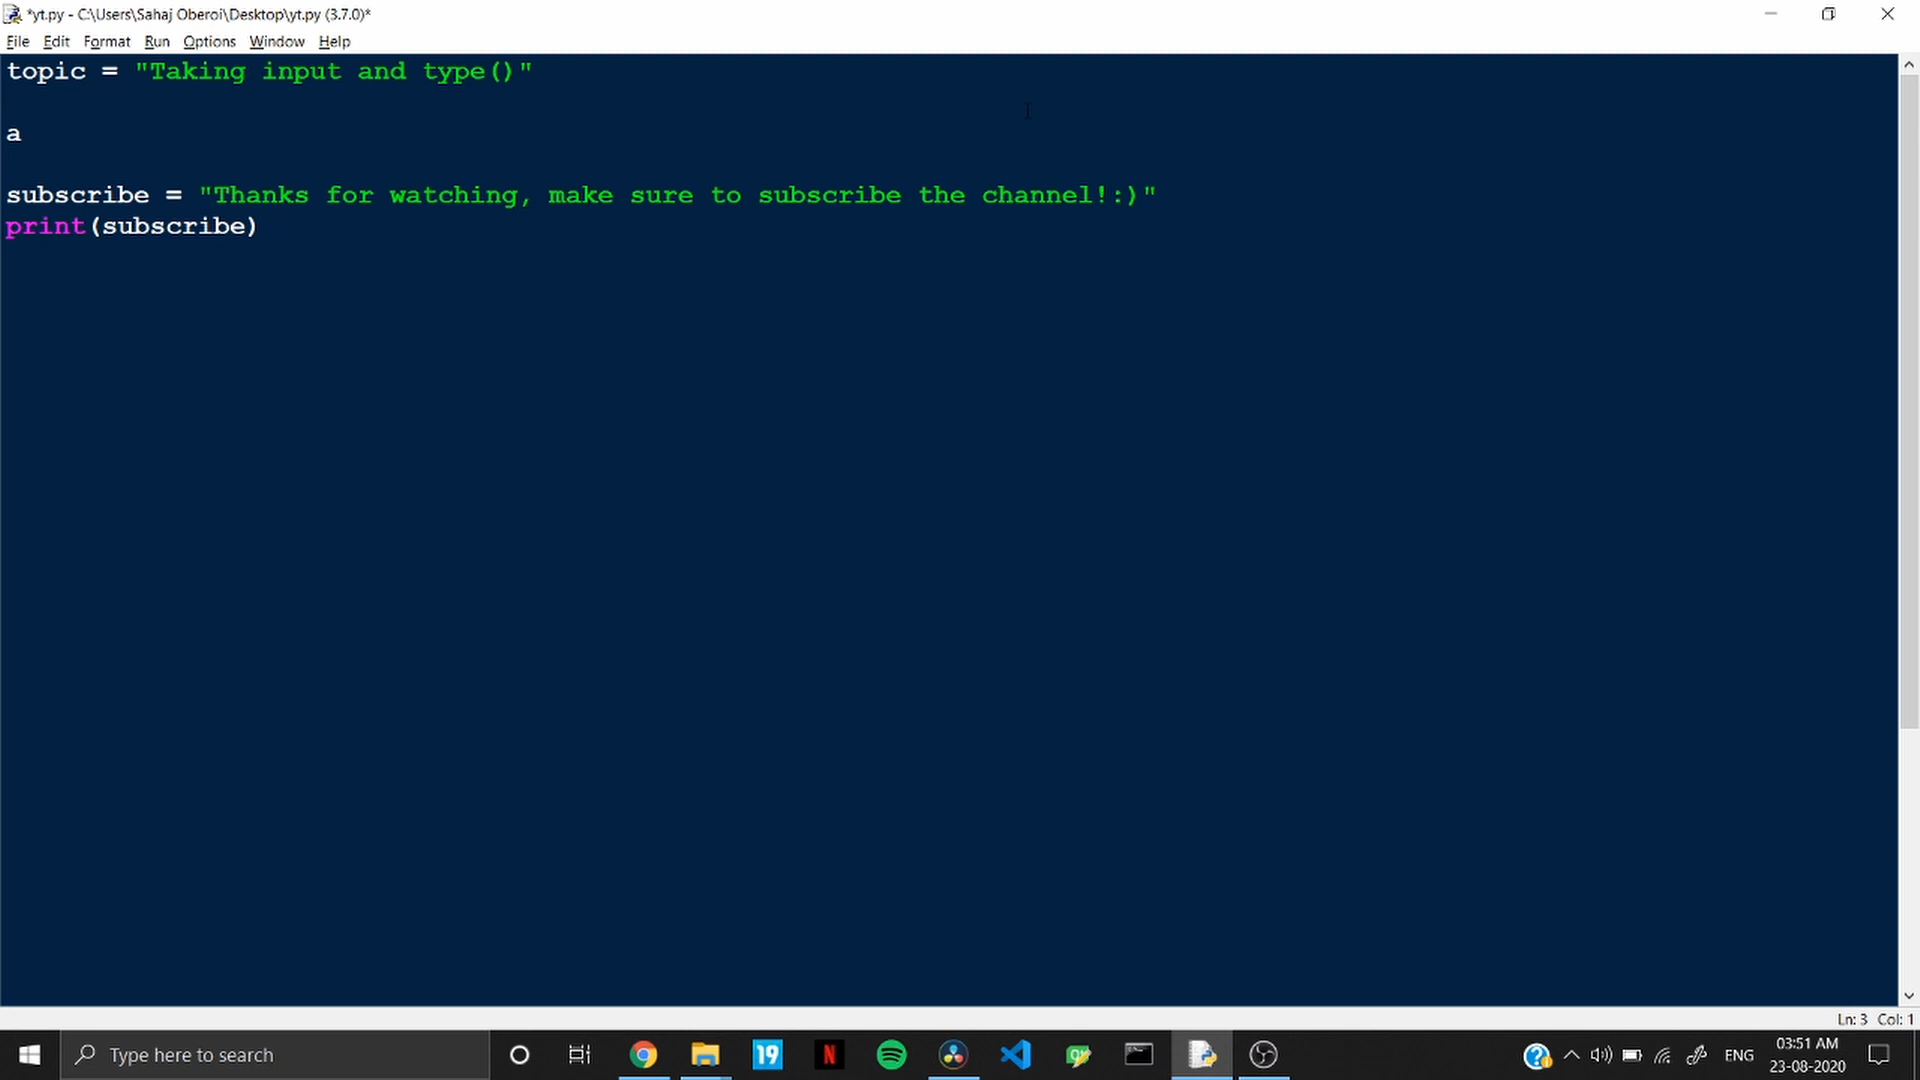 *yt.py - C:\Users\Sahaj Oberoi\Desktop\yt.py (3.7.0)*
File Edit Format Run Options Window Help
topic = "Taking input and type()"
a
subscribe = "Thanks for watching, make sure to subscribe the channel!:)"
print(subscribe)
Ln: 3 Col: 1
Type here to search
19
N
ENG
03:51 AM
23-08-2020